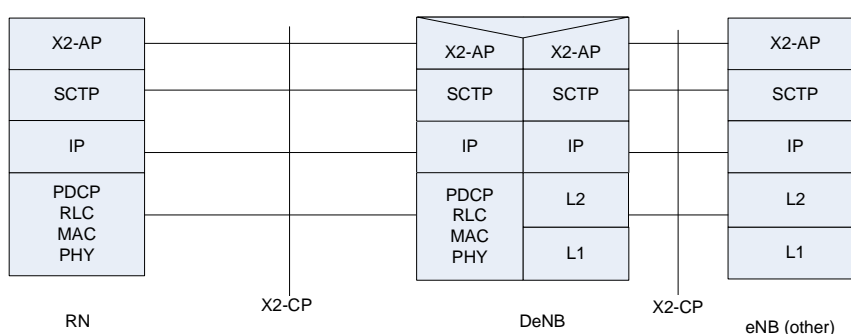 X2-AP
SCTP
IP
PDCP
RLC
MAC
PHY
RN
X2-CP
X2-AP X2-AP
SCTP SCTP
IP IP
PDCP
RLC
MAC
PHY
L2
L1
DeNB
X2-CP
X2-AP
SCTP
IP
L2
L1
eNB (other)